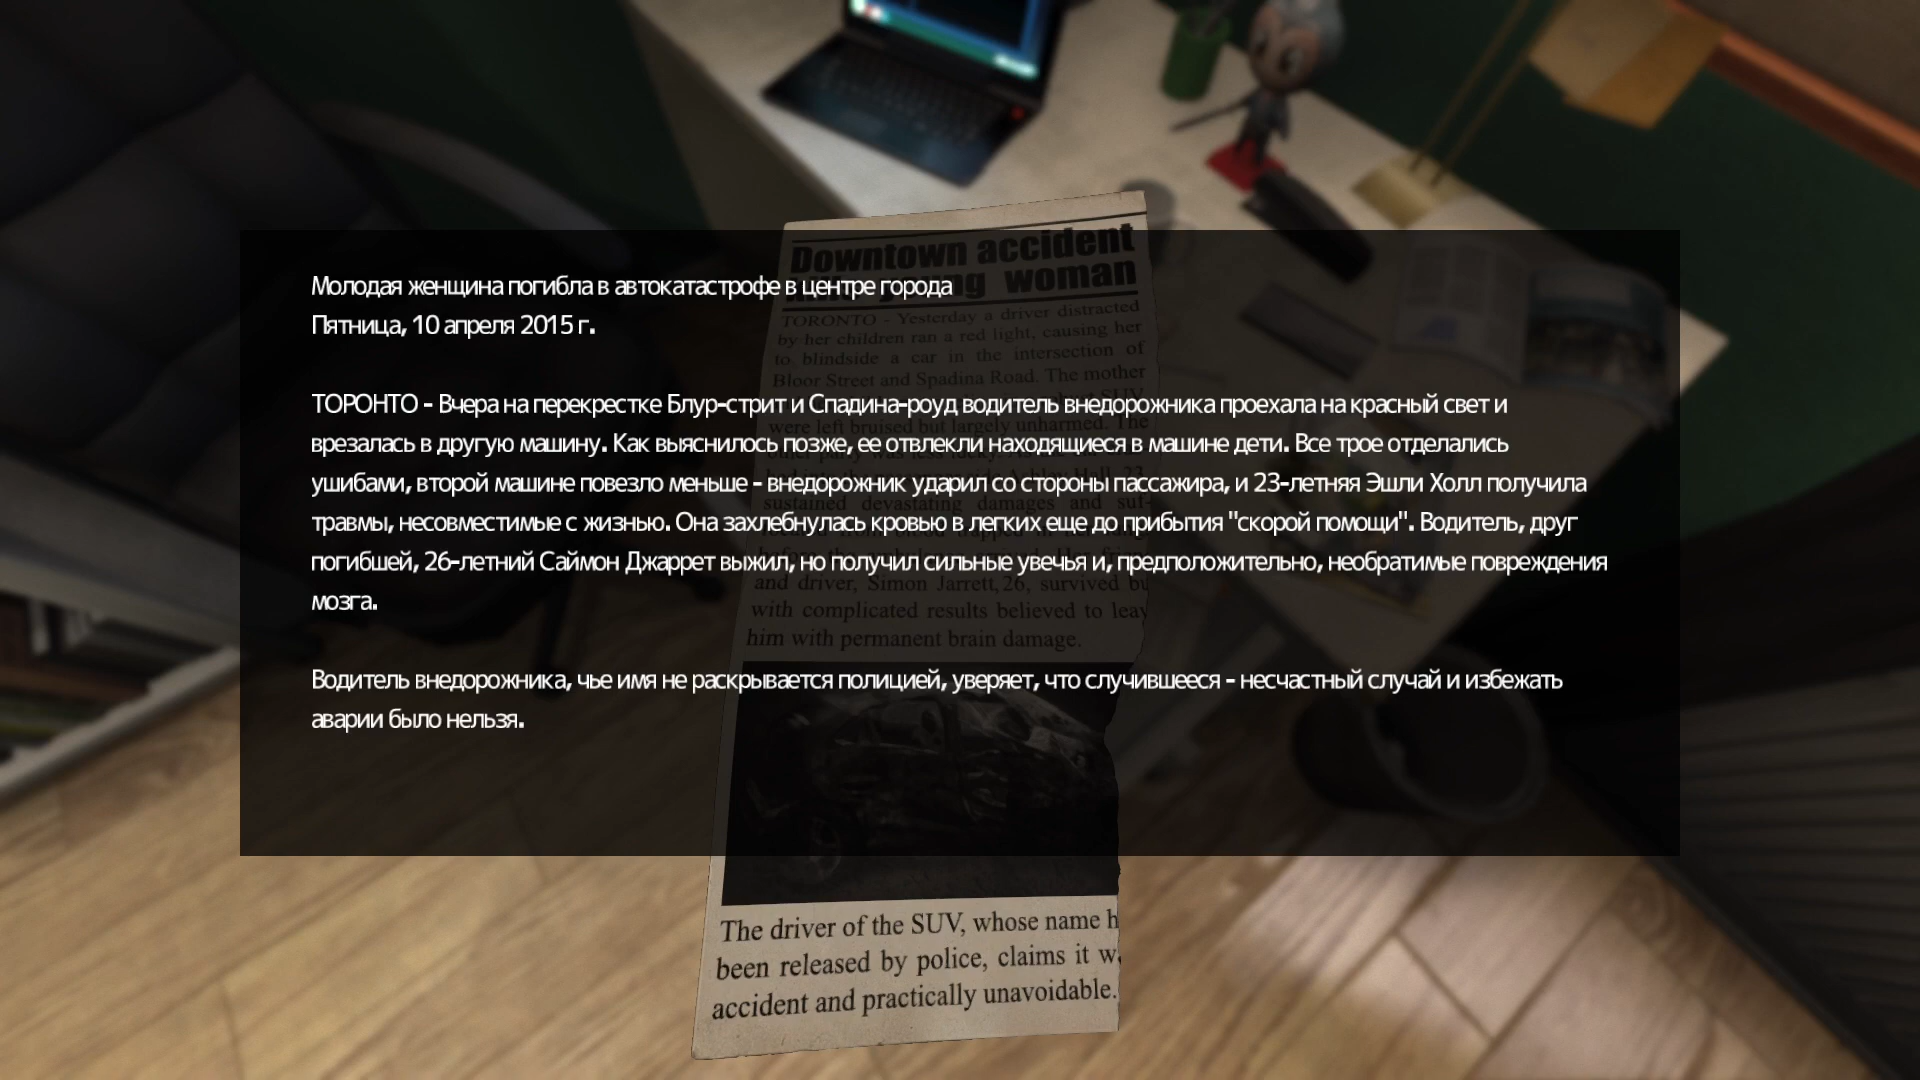 Молодая женщина погибла в автокатастрофе в центре города
Пятница, 10 апреля 2015 г.
ТОРОНТО - Вчера на перекрестке Блур-стрит и Спадина-роуд водитель внедорожника проехала на красный свет и
врезалась в другую машину. Как выяснилось позже, ее отвлекли находящиеся в машине дети. Все трое отделались
ушибами, второй машине повезло меньше - внедорожник ударил со стороны пассажира, и 23-летняя Эшли Холл получила
травмы, несовместимые с жизнью. Она захлебнулась кровью в легких еще до прибытия "скорой помощи". Водитель, друг
погибшей, 26-летний Саймон Джаррет выжил, но получил сильные увечья и, предположительно, необратимые повреждения
мозга.
Водитель внедорожника, чье имя не раскрывается полицией, уверяет, что случившееся - несчастный случай и избежать
аварии было нельзя.
Downtown accident
woman
TORONTO - Yesterday a driver distracted
by her children ran a red light, causing her
to blindside a car in the intersection of
Bloor Street and Spadina Road. The mother
were left bruised but largely unharmed. The
sustained devastating damages and suf-
and driver, Simon Jarrett, 26, survived bu
with complicated results believed to leav
him with permanent brain damage.
The driver of the SUV, whose name h
been released by police, claims it w
accident and practically unavoidable.